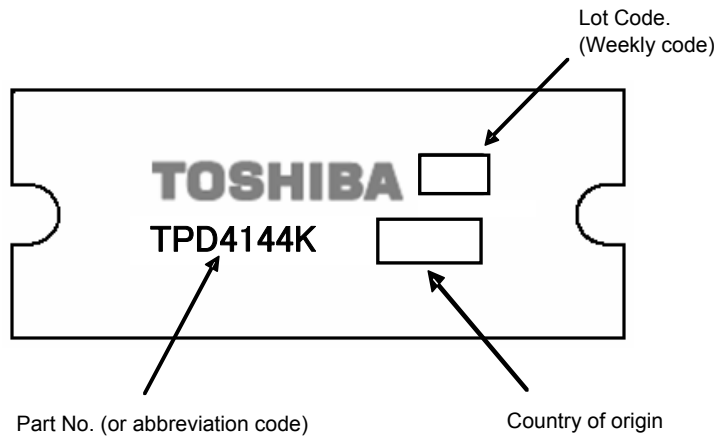 Lot Code.
(Weekly code)
TOSHIBA
TPD4144K
Part No. (or abbreviation code)
Country of origin